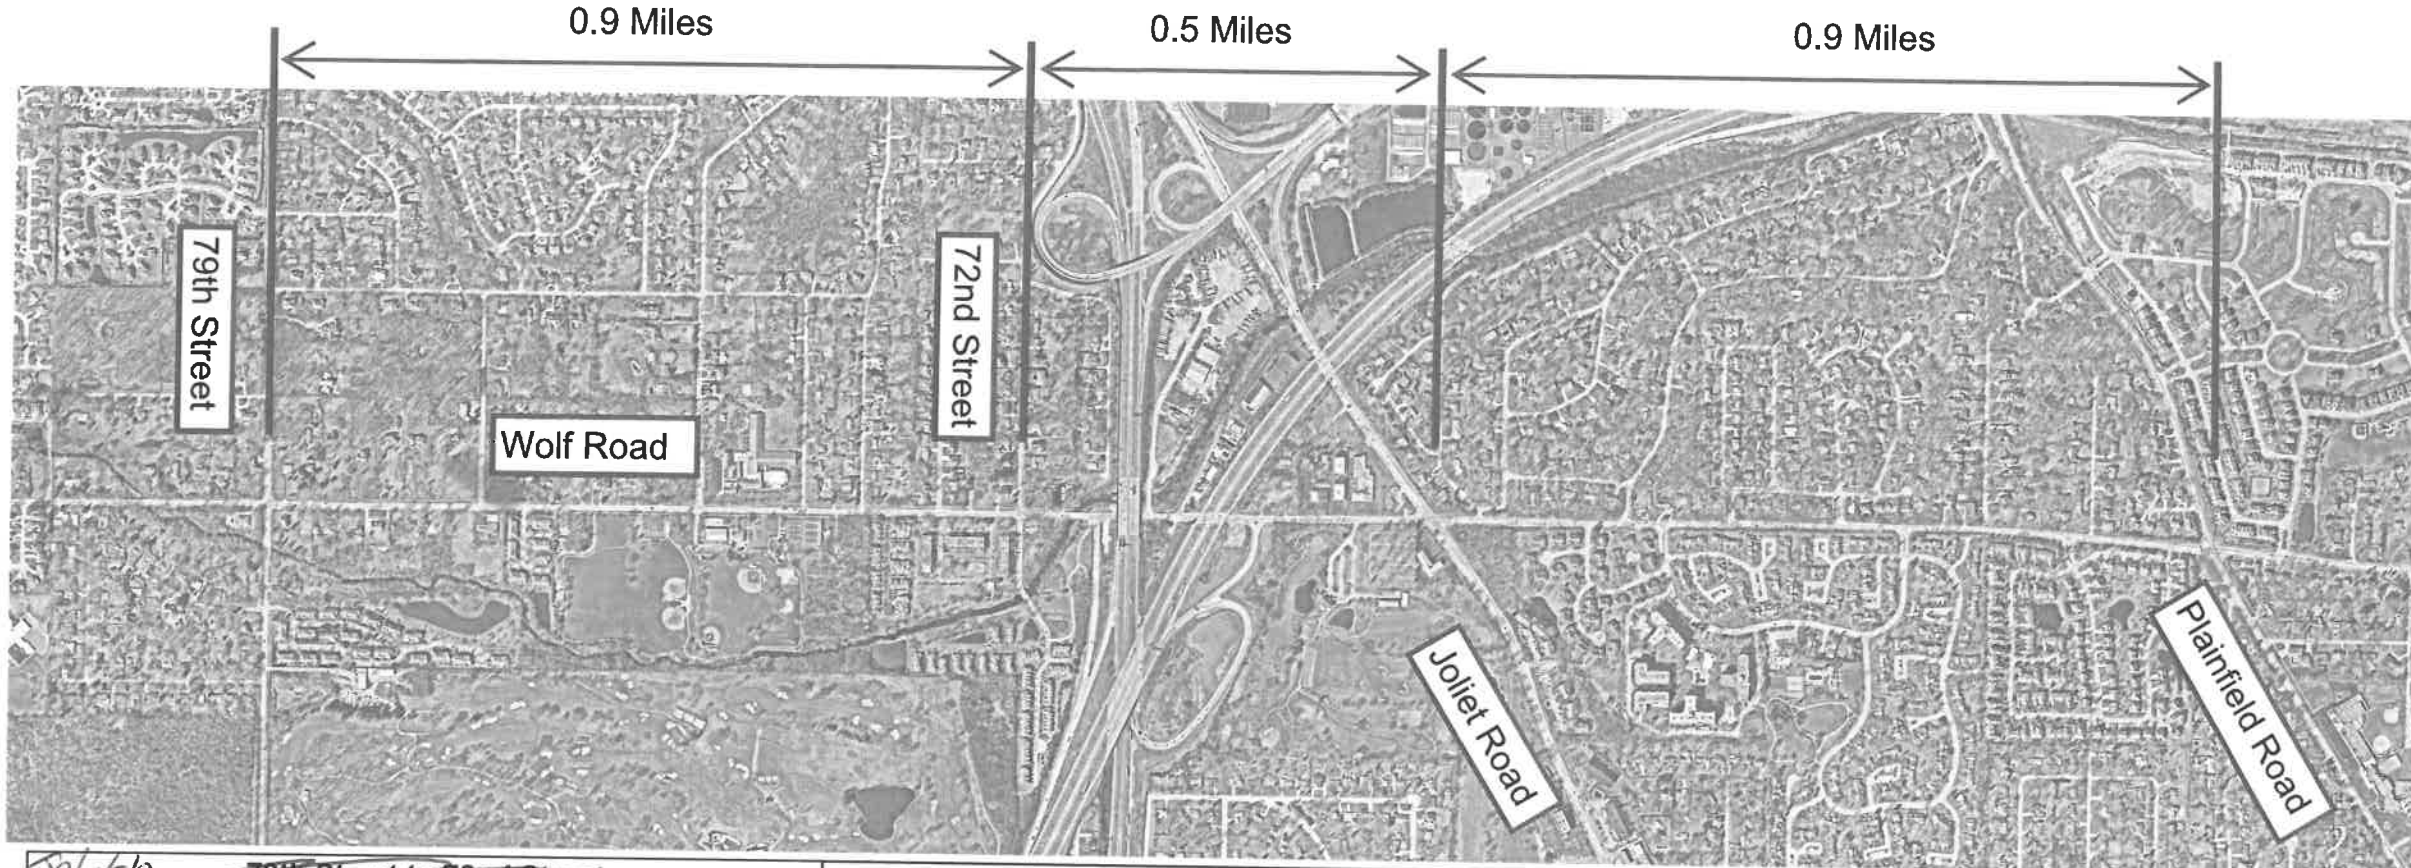 0.9 Miles
0.5 Miles
0.9 Miles
79th Street
72nd Street
Wolf Road
Joliet Road
Plainfield Road